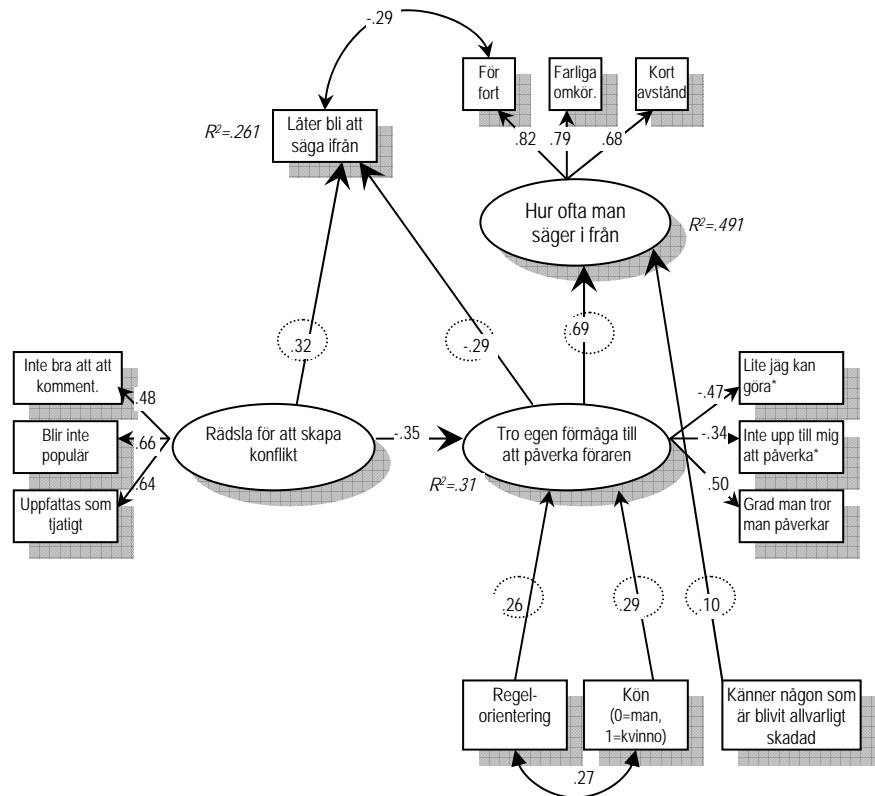 -.29
För
fort
Farliga
omkör.
Kort
avstånd
R²=.261
Låter bli att
säga ifrån
.82
.79
.68
Hur ofta man
säger i från
R²=.491
.32
-.29
.69
Inte bra att att
komment.
Blir inte
populär
Uppfattas som
tjatigt
.48
.66
.64
Rädsla för att skapa
konflikt
-.35
Tro egen förmåga till
att påverka föraren
R²=.31
-.47
-.34
.50
Lite jäg kan
göra*
Inte upp till mig
att påverka*
Grad man tror
man påverkar
.26
.29
.10
Regel-
orientering
Kön
(0=man,
1=kvinno)
Känner någon som
är blivit allvarligt
skadad
.27